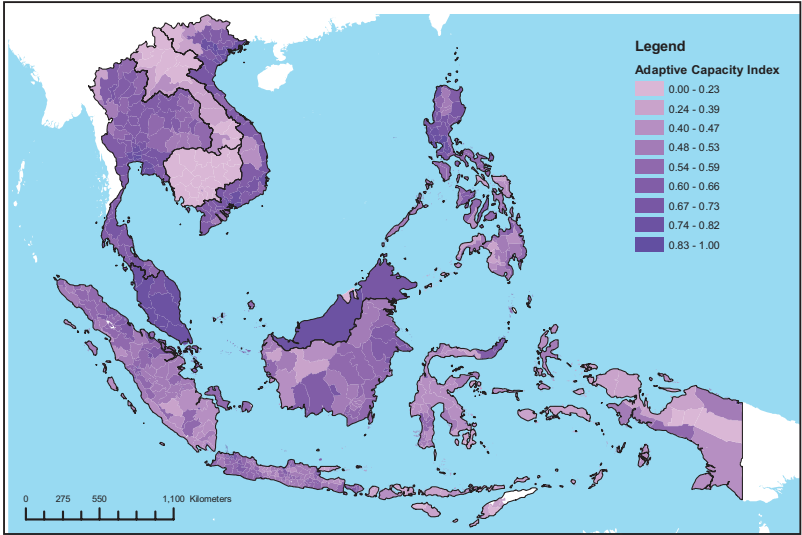 Legend
Adaptive Capacity Index
0.00 - 0.23
0.24 - 0.39
0.40 - 0.47
0.48 - 0.53
0.54 - 0.59
0.60 - 0.66
0.67 - 0.73
0.74 - 0.82
0.83 - 1.00
0 275 550 1,100 Kilometers